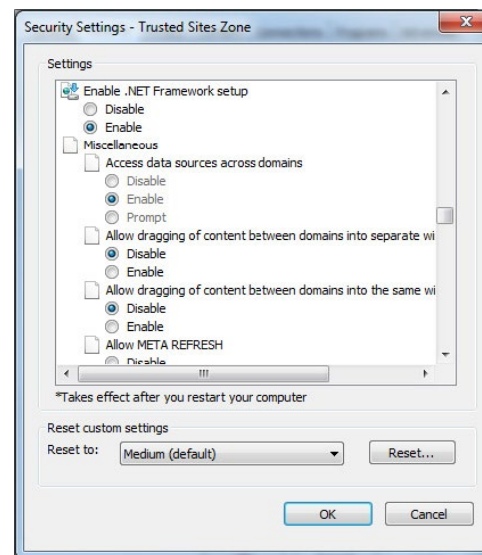 Security Settings - Trusted Sites Zone
Settings
Enable .NET Framework setup
Disable
Enable
Miscellaneous
Access data sources across domains
Disable
Enable
Prompt
Allow dragging of content between domains into separate wi
Disable
Enable
Allow dragging of content between domains into the same wi
Disable
Enable
Allow META REFRESH
Disable
*Takes effect after you restart your computer
Reset custom settings
Reset to:
Medium (default)
Reset...
OK
Cancel